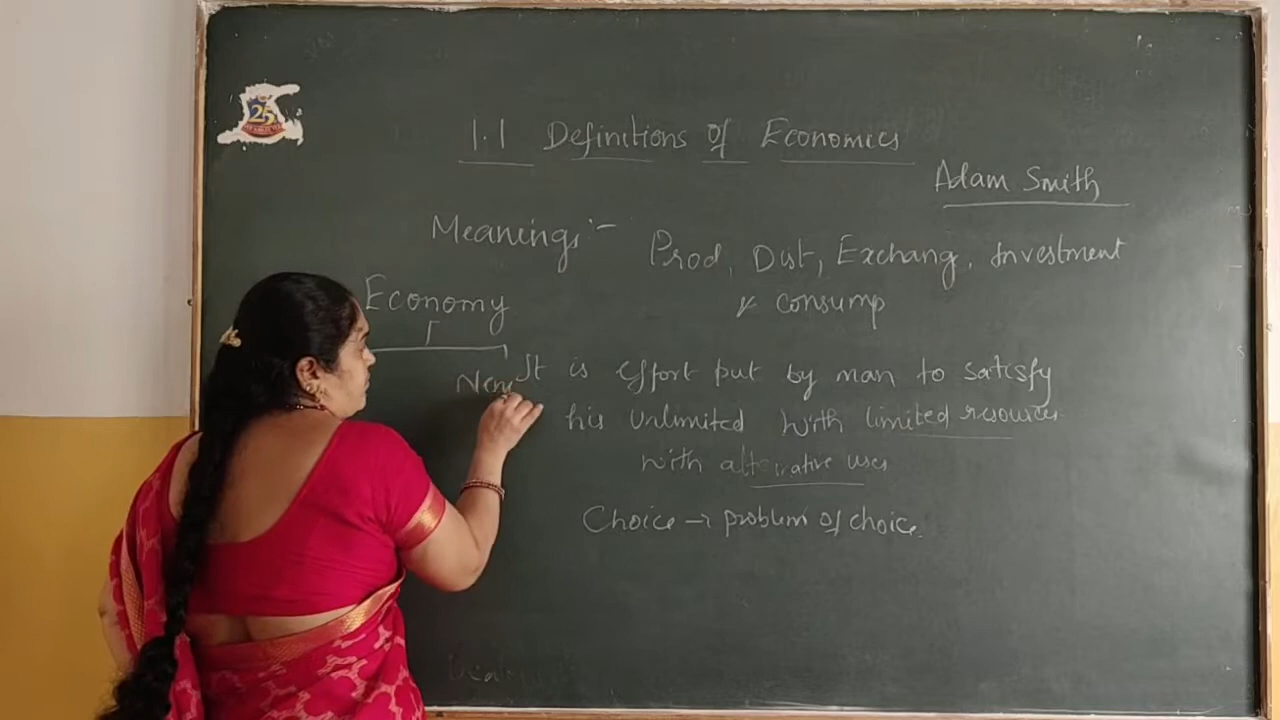 25
1.1 Definitions of Economics
Adam Smith
Meanings :-
Prod, Dist, Exchang, Investment
& consump
Economy
It is effort put by man to satisfy
his unlimited with limited resources
with alternative uses
Choice → problem of choice.